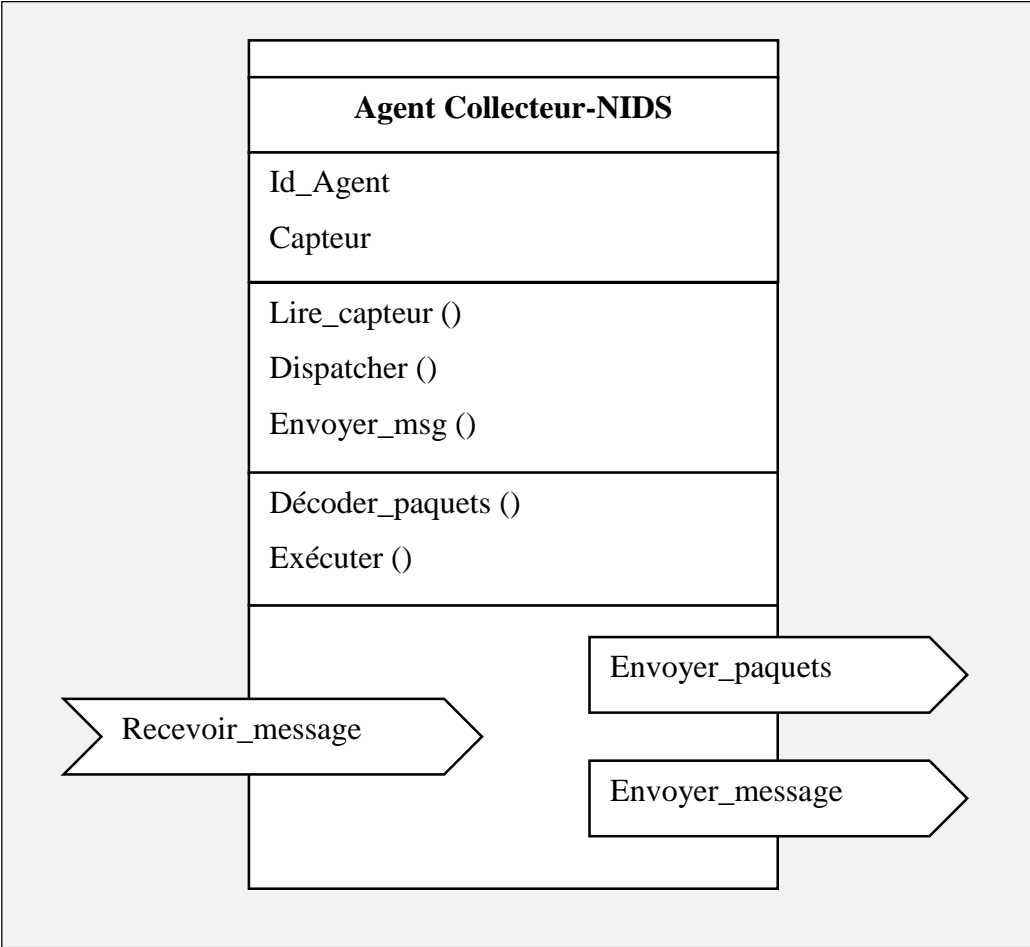 Agent Collecteur-NIDS
Id_Agent
Capteur
Lire_capteur ()
Dispatcher ()
Envoyer_msg ()
Décoder_paquets ()
Exécuter ()
Envoyer_paquets
Recevoir_message
Envoyer_message